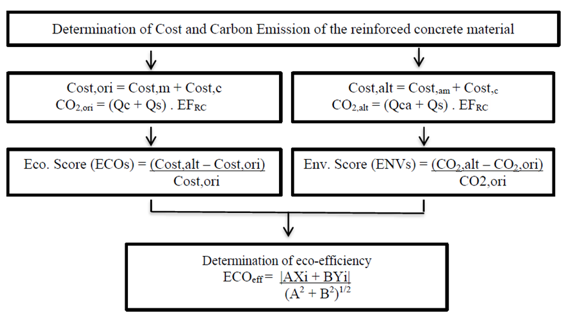 Determination of Cost and Carbon Emission of the reinforced concrete material
Cost,ori = Cost,m + Cost,c
CO₂,ori = (Qc + Qs) . EFRC
Cost,alt = Cost,am + Cost,c
CO₂,alt = (Qca + Qs) . EFRC
Eco. Score (ECOs) = (Cost,alt – Cost,ori)
Cost,ori
Env. Score (ENVs) = (CO₂,alt – CO₂,ori)
CO2,ori
Determination of eco-efficiency
ECOeff = |AXi + BYi|
(A² + B²)¹/²